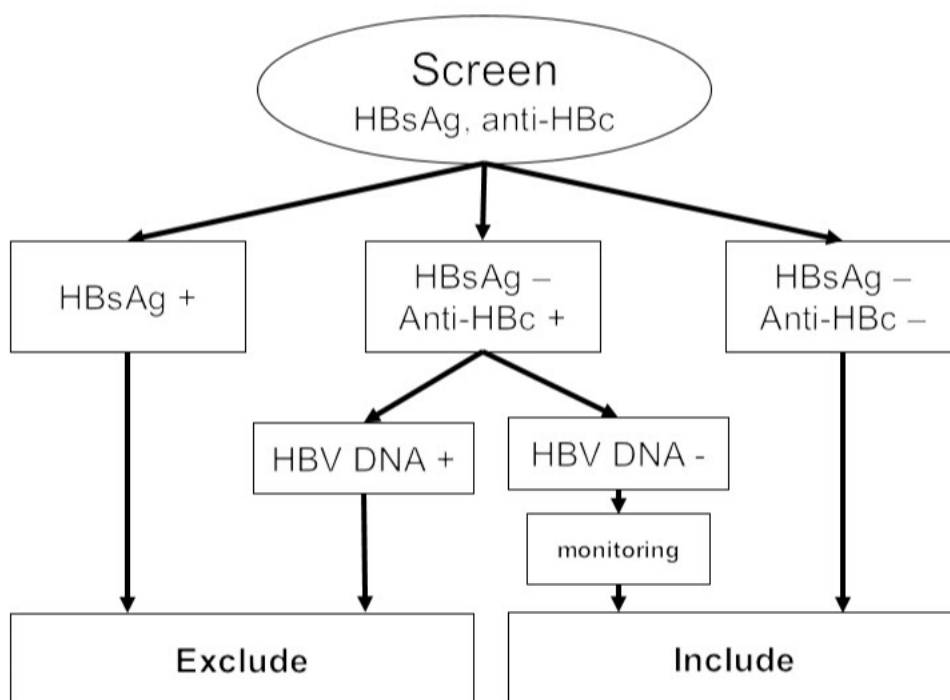 Screen
HBsAg, anti-HBc
HBsAg +
HBsAg –
Anti-HBc +
HBsAg –
Anti-HBc –
HBV DNA +
HBV DNA -
monitoring
Exclude
Include